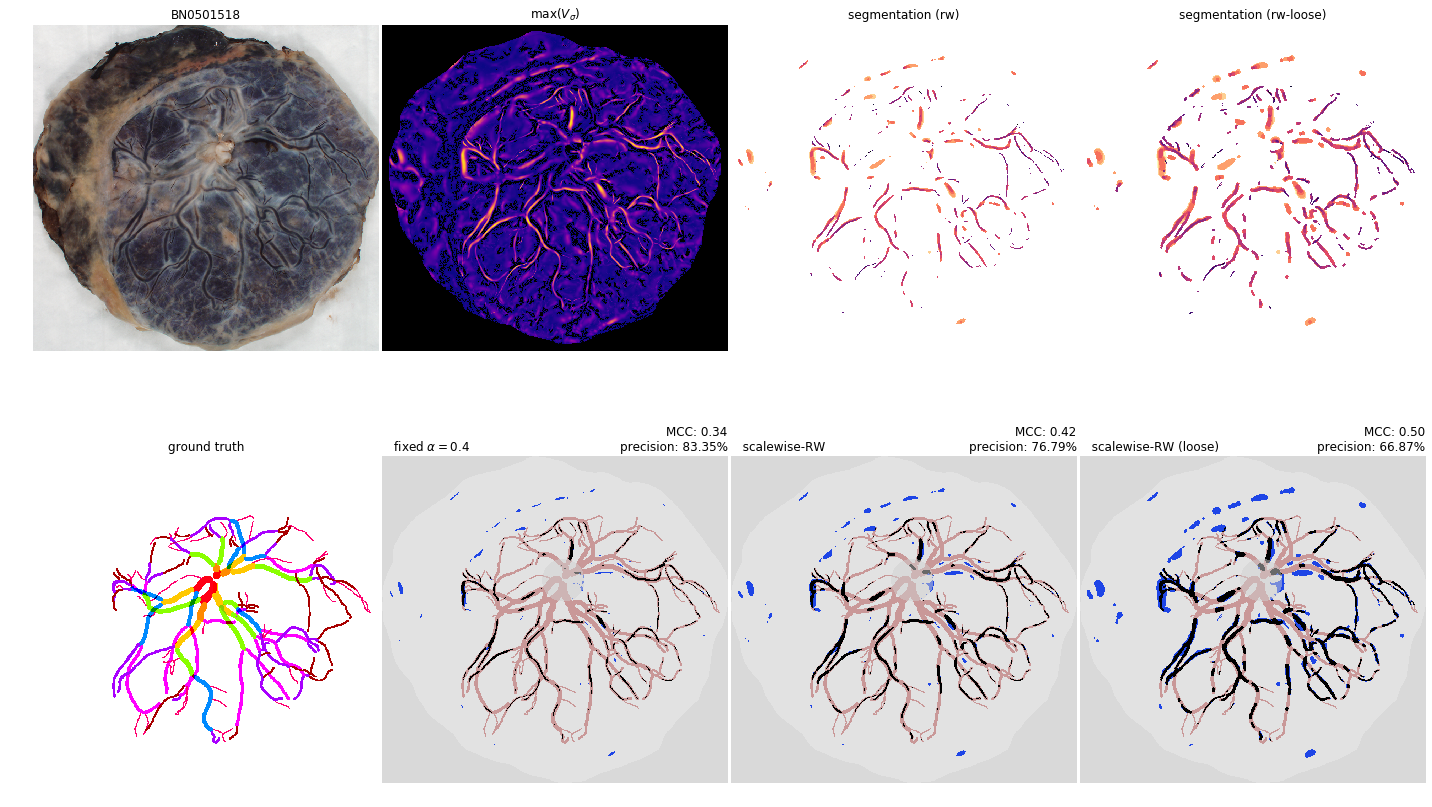 BN0501518
max(Vσ)
segmentation (rw)
segmentation (rw-loose)
ground truth
fixed α = 0.4
MCC: 0.34
precision: 83.35%
scalewise-RW
MCC: 0.42
precision: 76.79%
scalewise-RW (loose)
MCC: 0.50
precision: 66.87%